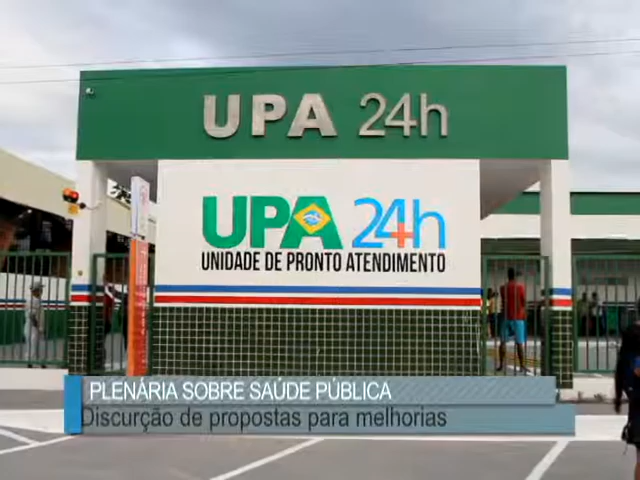 UPA 24h
UPA 24h
UNIDADE DE PRONTO ATENDIMENTO
PLENÁRIA SOBRE SAÚDE PÚBLICA
Discurção de propostas para melhorias